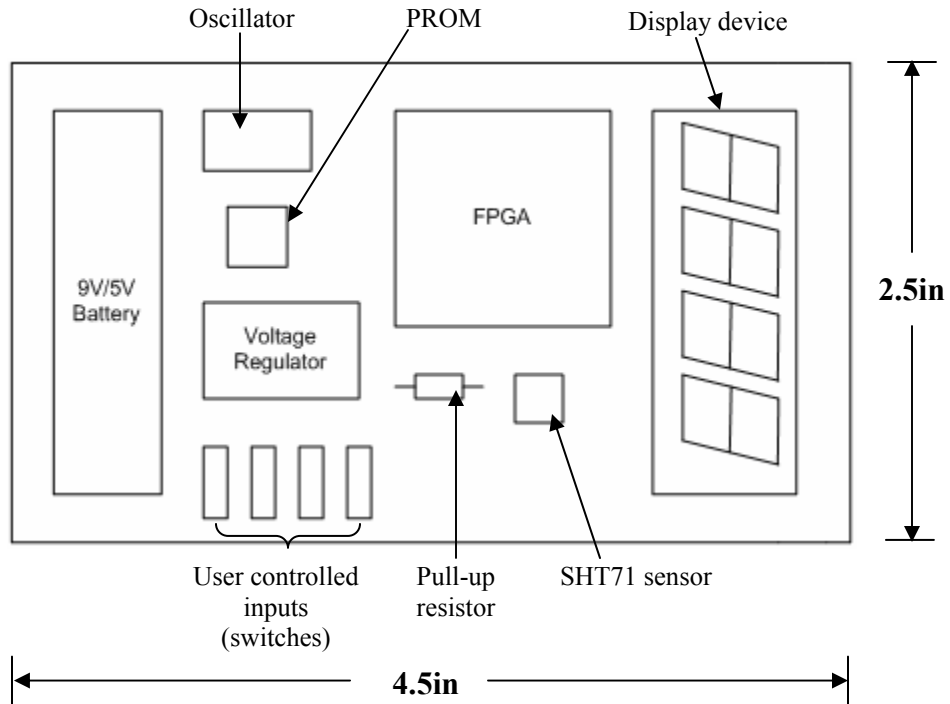 Oscillator
PROM
Display device
FPGA
9V/5V
Battery
Voltage
Regulator
2.5in
User controlled
inputs
(switches)
Pull-up
resistor
SHT71 sensor
4.5in